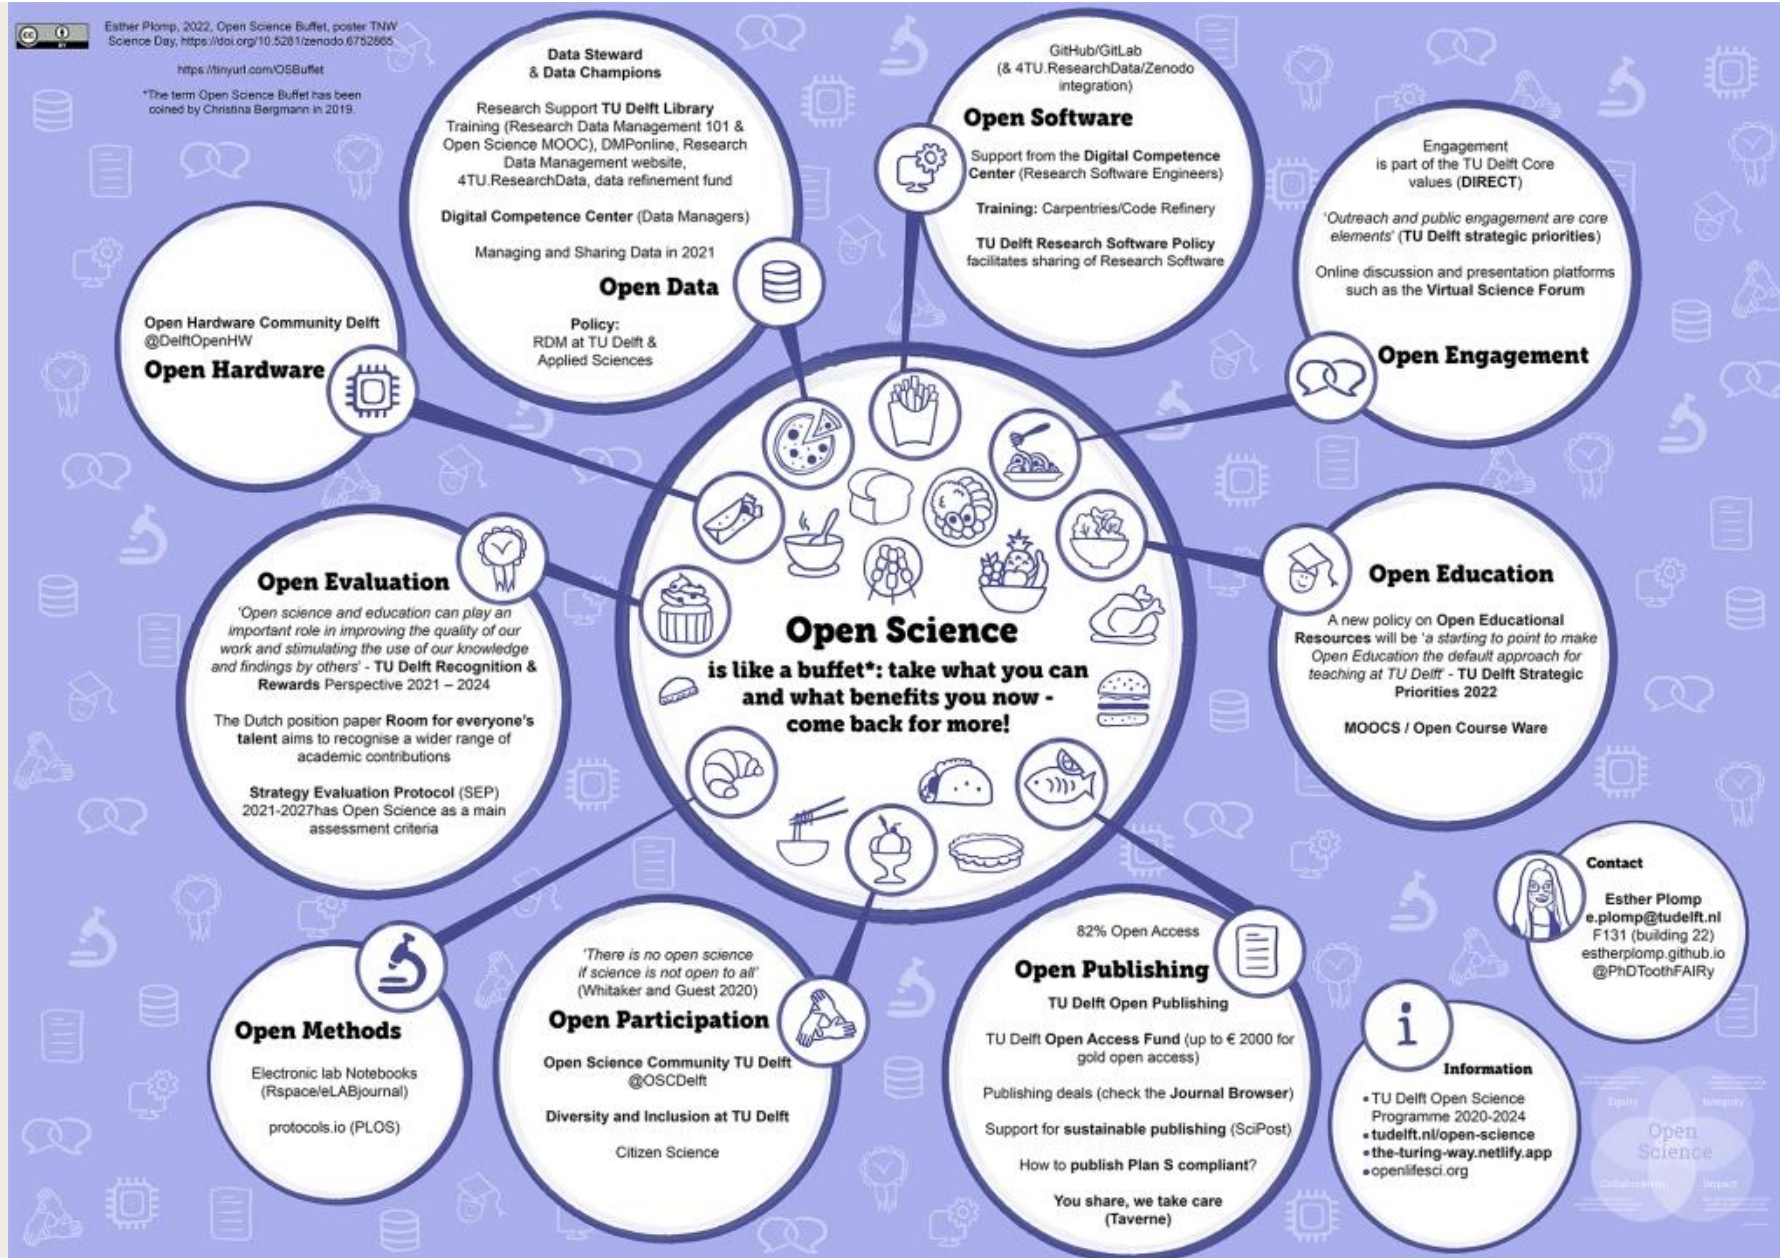 Esther Plomp, 2022, Open Science Buffet, poster TNW
Science Day, https://doi.org/10.5281/zenodo.6752865
https://tinyurl.com/OSBuffet
*The term Open Science Buffet has been
coined by Christina Bergmann in 2019.
Data Steward
& Data Champions
Research Support TU Delft Library
Training (Research Data Management 101 &
Open Science MOOC), DMPonline, Research
Data Management website,
4TU.ResearchData, data refinement fund
Digital Competence Center (Data Managers)
Managing and Sharing Data in 2021
Open Data
Policy:
RDM at TU Delft &
Applied Sciences
GitHub/GitLab
(& 4TU.ResearchData/Zenodo
integration)
Open Software
Support from the Digital Competence
Center (Research Software Engineers)
Training: Carpentries/Code Refinery
TU Delft Research Software Policy
facilitates sharing of Research Software
Engagement
is part of the TU Delft Core
values (DIRECT)
'Outreach and public engagement are core
elements' (TU Delft strategic priorities)
Online discussion and presentation platforms
such as the Virtual Science Forum
Open Engagement
Open Hardware Community Delft
@DelftOpenHW
Open Hardware
Open Evaluation
'Open science and education can play an
important role in improving the quality of our
work and stimulating the use of our knowledge
and findings by others' - TU Delft Recognition &
Rewards Perspective 2021 – 2024
The Dutch position paper Room for everyone's
talent aims to recognise a wider range of
academic contributions
Strategy Evaluation Protocol (SEP)
2021-2027has Open Science as a main
assessment criteria
Open Science
is like a buffet*: take what you can
and what benefits you now -
come back for more!
Open Education
A new policy on Open Educational
Resources will be 'a starting to point to make
Open Education the default approach for
teaching at TU Delft' - TU Delft Strategic
Priorities 2022
MOOCS / Open Course Ware
Open Methods
Electronic lab Notebooks
(Rspace/eLABjournal)
protocols.io (PLOS)
'There is no open science
if science is not open to all'
(Whitaker and Guest 2020)
Open Participation
Open Science Community TU Delft
@OSCDelft
Diversity and Inclusion at TU Delft
Citizen Science
82% Open Access
Open Publishing
TU Delft Open Publishing
TU Delft Open Access Fund (up to € 2000 for
gold open access)
Publishing deals (check the Journal Browser)
Support for sustainable publishing (SciPost)
How to publish Plan S compliant?
You share, we take care
(Taverne)
Contact
Esther Plomp
e.plomp@tudelft.nl
F131 (building 22)
estherplomp.github.io
@PhDToothFAIRy
i
Information
• TU Delft Open Science
Programme 2020-2024
• tudelft.nl/open-science
• the-turing-way.netlify.app
• openlifesci.org
Equity
Integrity
Open
Science
Collaboration
Impact